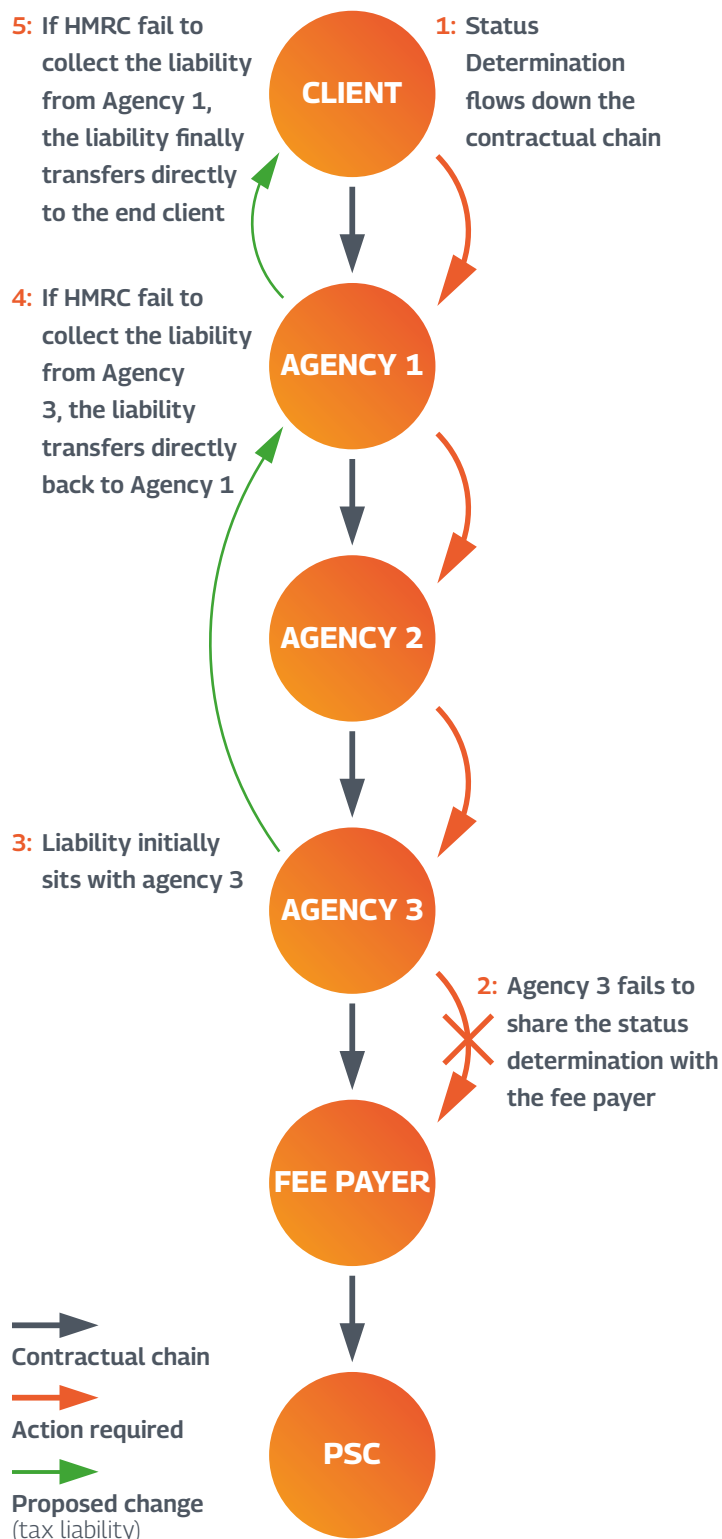 5: If HMRC fail to
collect the liability
from Agency 1,
the liability finally
transfers directly
to the end client
1: Status
Determination
flows down the
contractual chain
CLIENT
4: If HMRC fail to
collect the liability
from Agency
3, the liability
transfers directly
back to Agency 1
AGENCY 1
AGENCY 2
3: Liability initially
sits with agency 3
AGENCY 3
2: Agency 3 fails to
share the status
determination with
the fee payer
FEE PAYER
PSC
Contractual chain
Action required
Proposed change
(tax liability)